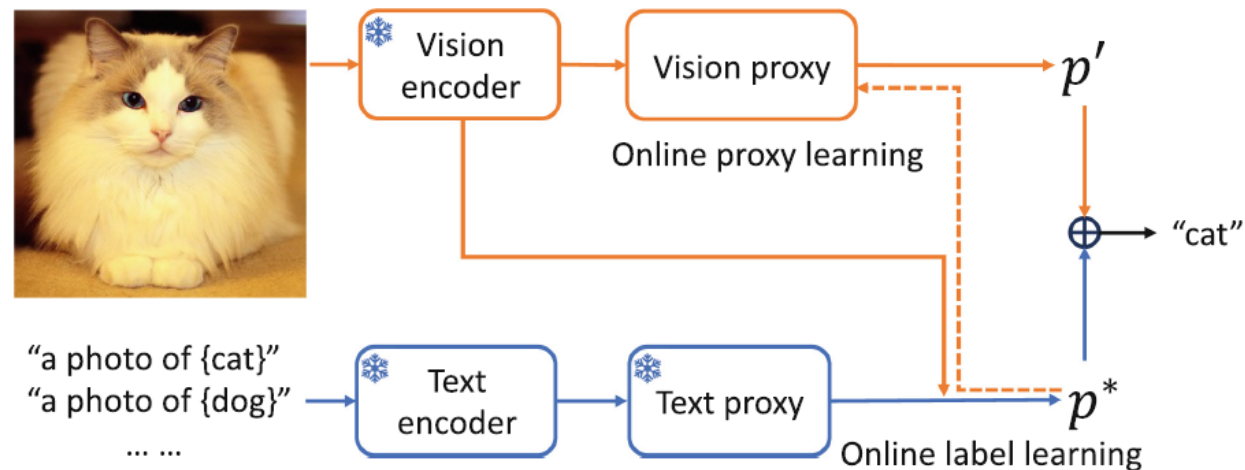 Vision
encoder
Vision proxy
p′
Online proxy learning
“cat”
“a photo of {cat}”
“a photo of {dog}”
... ...
Text
encoder
Text proxy
p*
Online label learning